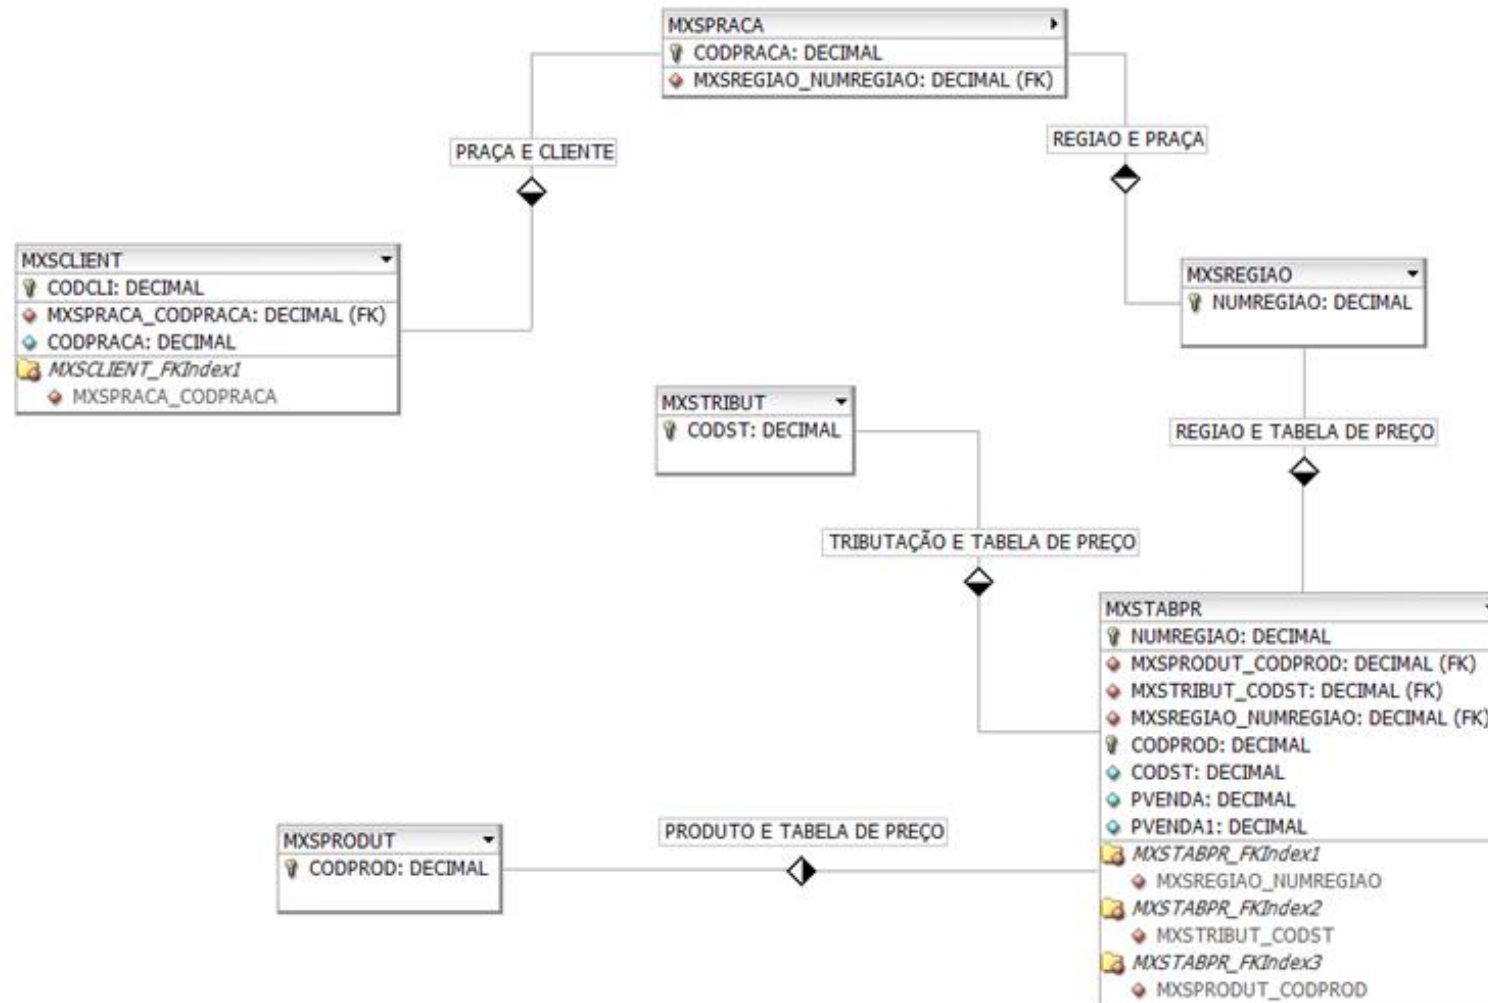 MXSPRACA
CODPRACA: DECIMAL
MXSREGIAO_NUMREGIAO: DECIMAL (FK)
PRAÇA E CLIENTE
REGIAO E PRAÇA
MXSCLIENT
CODCLI: DECIMAL
MXSPRACA_CODPRACA: DECIMAL (FK)
CODPRACA: DECIMAL
MXSCLIENT_FKIndex1
MXSPRACA_CODPRACA
MXSREGIAO
NUMREGIAO: DECIMAL
MXSTRIBUT
CODST: DECIMAL
REGIAO E TABELA DE PREÇO
TRIBUTAÇÃO E TABELA DE PREÇO
MXSTABPR
NUMREGIAO: DECIMAL
MXSPRODUT_CODPROD: DECIMAL (FK)
MXSTRIBUT_CODST: DECIMAL (FK)
MXSREGIAO_NUMREGIAO: DECIMAL (FK)
CODPROD: DECIMAL
CODST: DECIMAL
PVENDA: DECIMAL
PVENDA1: DECIMAL
MXSTABPR_FKIndex1
MXSREGIAO_NUMREGIAO
MXSTABPR_FKIndex2
MXSTRIBUT_CODST
MXSTABPR_FKIndex3
MXSPRODUT_CODPROD
PRODUTO E TABELA DE PREÇO
MXSPRODUT
CODPROD: DECIMAL